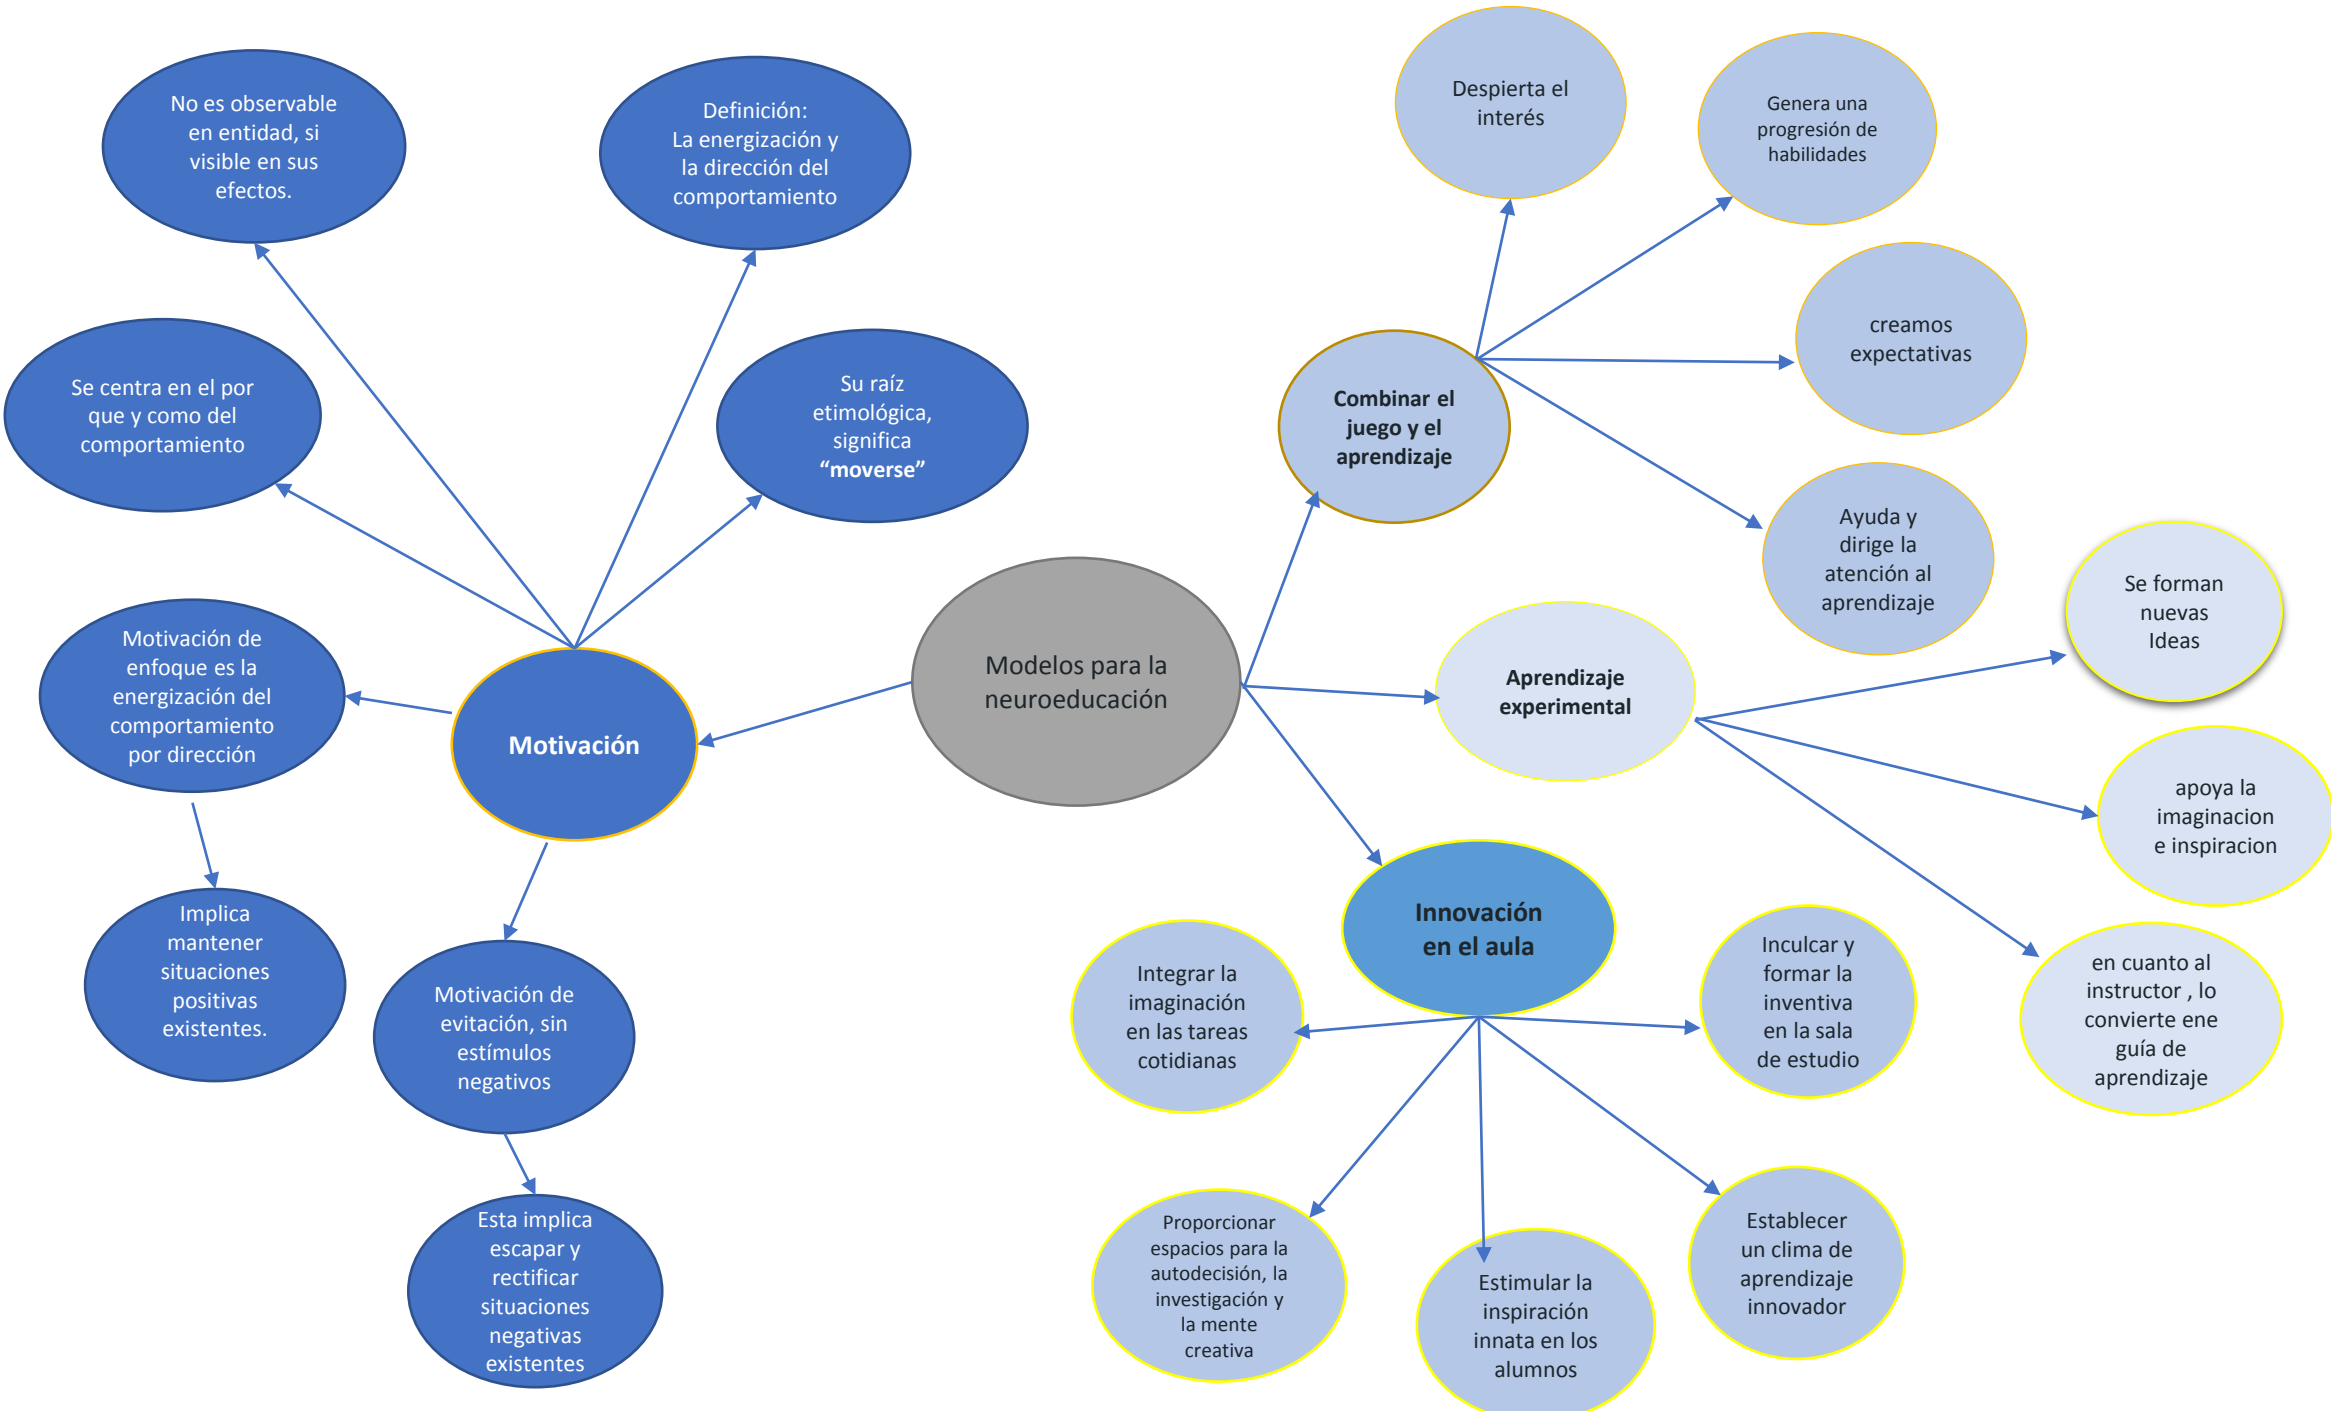 No es observable
en entidad, si
visible en sus
efectos.
Definición:
La energización y
la dirección del
comportamiento
Se centra en el por
que y como del
comportamiento
Su raíz
etimológica,
significa
“moverse”
Motivación de
enfoque es la
energización del
comportamiento
por dirección
Motivación
Implica
mantener
situaciones
positivas
existentes.
Motivación de
evitación, sin
estímulos
negativos
Esta implica
escapar y
rectificar
situaciones
negativas
existentes
Modelos para la
neuroeducación
Combinar el
juego y el
aprendizaje
Despierta el
interés
Genera una
progresión de
habilidades
creamos
expectativas
Ayuda y
dirige la
atención al
aprendizaje
Aprendizaje
experimental
Se forman
nuevas
Ideas
apoya la
imaginacion
e inspiracion
en cuanto al
instructor , lo
convierte ene
guía de
aprendizaje
Innovación
en el aula
Integrar la
imaginación
en las tareas
cotidianas
Inculcar y
formar la
inventiva
en la sala
de estudio
Proporcionar
espacios para la
autodecisión, la
investigación y
la mente
creativa
Estimular la
inspiración
innata en los
alumnos
Establecer
un clima de
aprendizaje
innovador